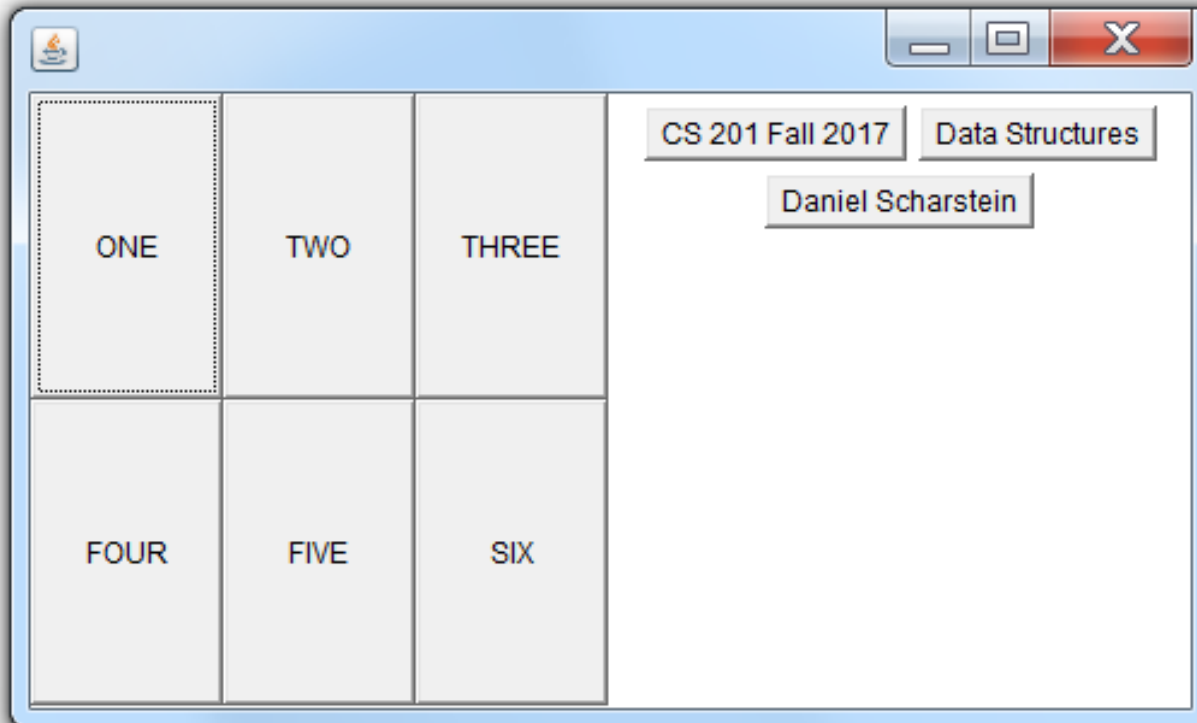 CS 201 Fall 2017 Data Structures
Daniel Scharstein
ONE TWO THREE
FOUR FIVE SIX